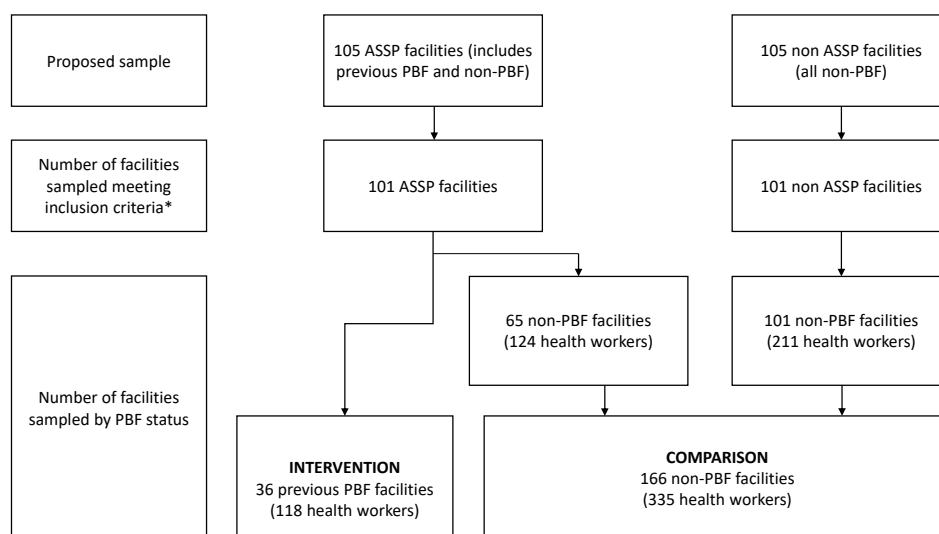 Proposed sample
105 ASSP facilities (includes
previous PBF and non-PBF)
105 non ASSP facilities
(all non-PBF)
Number of facilities
sampled meeting
inclusion criteria*
101 ASSP facilities
101 non ASSP facilities
Number of facilities
sampled by PBF status
65 non-PBF facilities
(124 health workers)
101 non-PBF facilities
(211 health workers)
INTERVENTION
36 previous PBF facilities
(118 health workers)
COMPARISON
166 non-PBF facilities
(335 health workers)